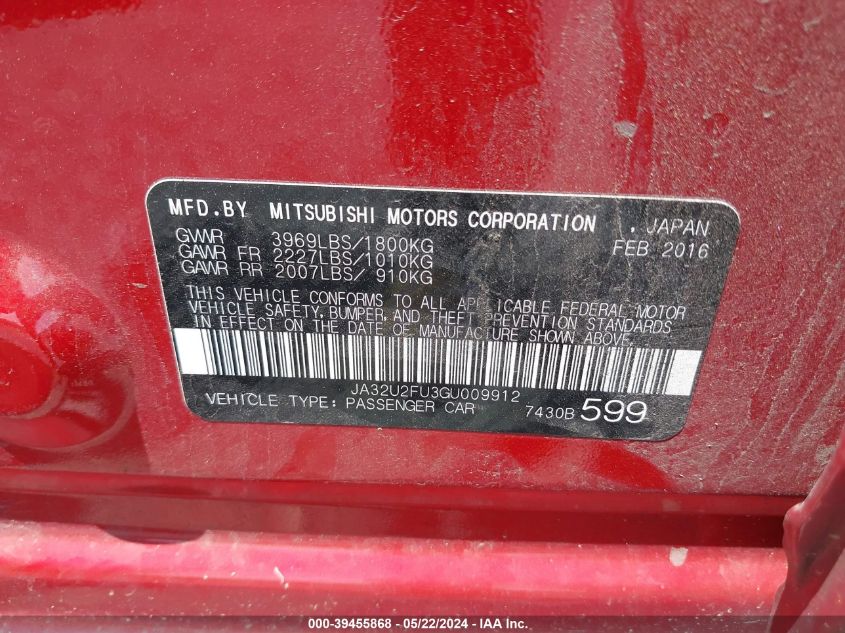 MFD.BY MITSUBISHI MOTORS CORPORATION , JAPAN
GVWR 3969LBS/1800KG FEB 2016
GAWR FR 2227LBS/1010KG
GAWR RR 2007LBS/ 910KG
THIS VEHICLE CONFORMS TO ALL APPLICABLE FEDERAL MOTOR
VEHICLE SAFETY, BUMPER, AND THEFT PREVENTION STANDARDS
IN EFFECT ON THE DATE OF MANUFACTURE SHOWN ABOVE.
JA32U2FU3GU009912
VEHICLE TYPE: PASSENGER CAR 7430B 599
000-39455868 - 05/22/2024 - IAA, Inc.